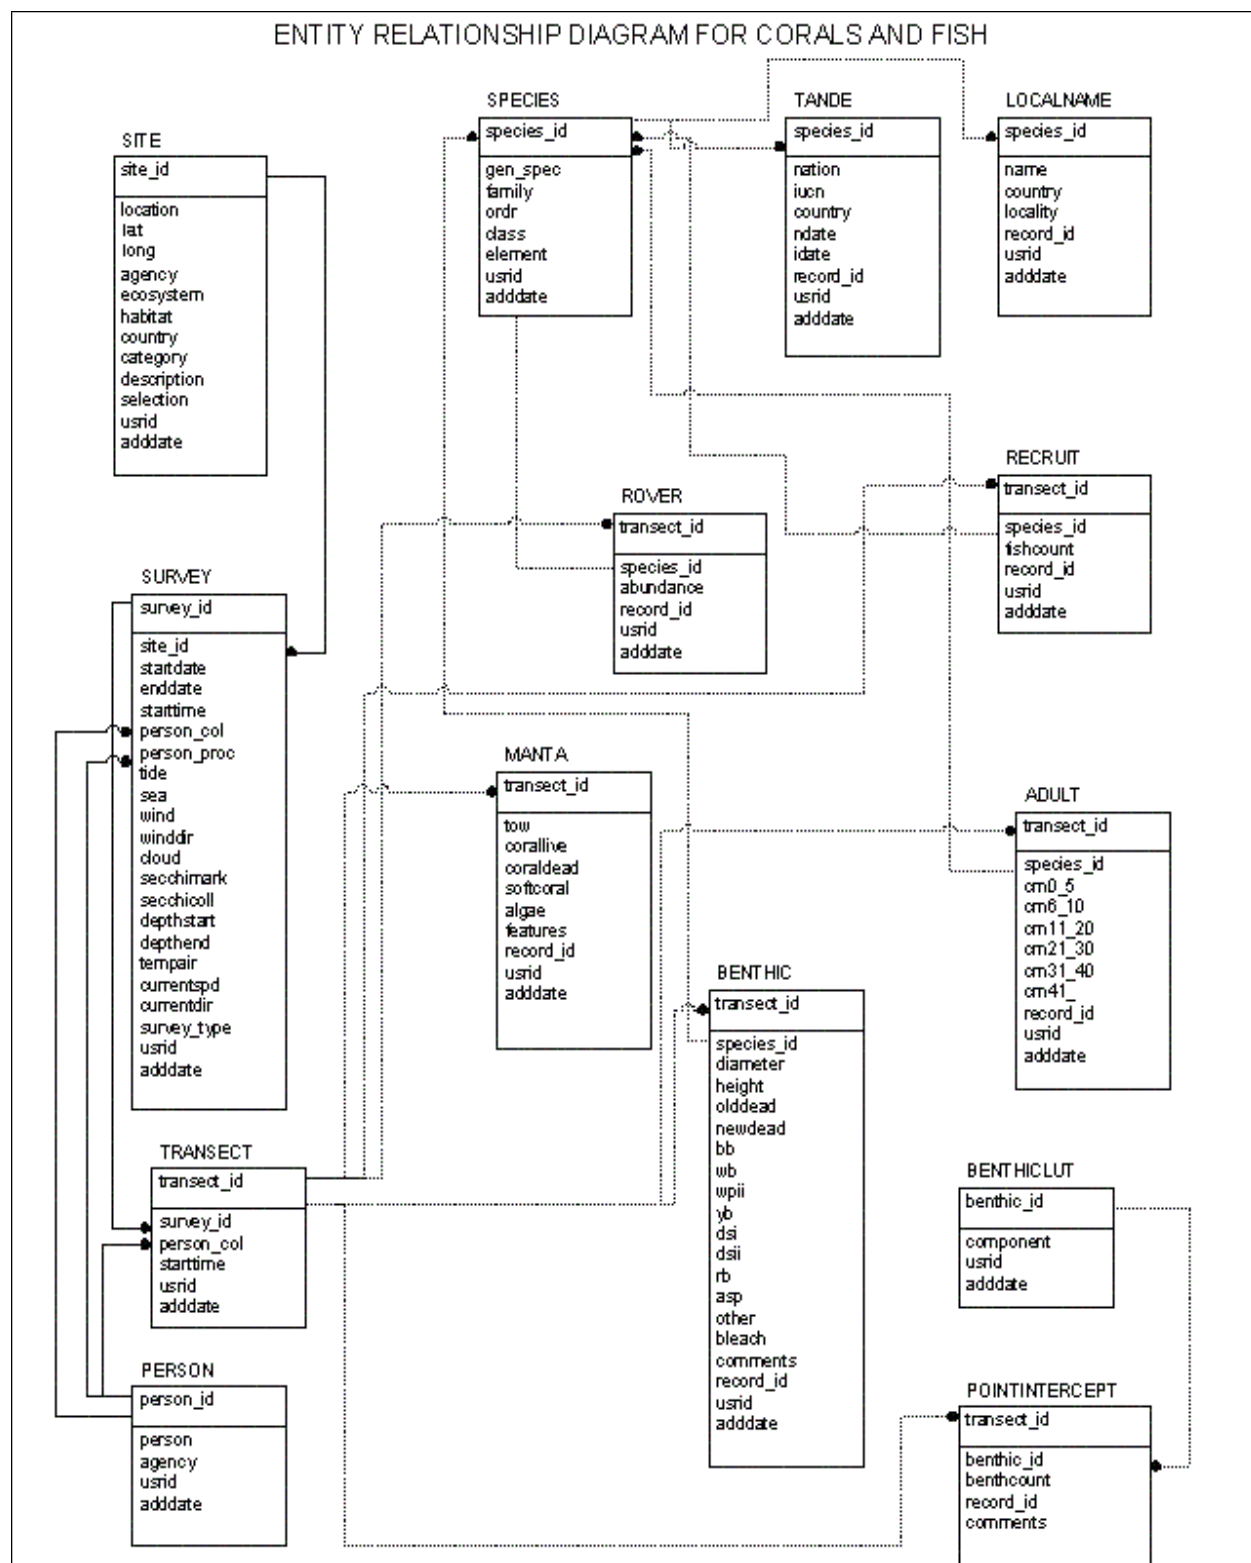 ENTITY RELATIONSHIP DIAGRAM FOR CORALS AND FISH
SITE
site_id
location
lat
long
agency
ecosystem
habitat
country
category
description
selection
usrid
adddate
SPECIES
species_id
gen_spec
family
ordr
class
element
usrid
adddate
TANDE
species_id
nation
iucn
country
ndate
idate
record_id
usrid
adddate
LOCALNAME
species_id
name
country
locality
record_id
usrid
adddate
RECRUIT
transect_id
species_id
fishcount
record_id
usrid
adddate
ROVER
transect_id
species_id
abundance
record_id
usrid
adddate
SURVEY
survey_id
site_id
startdate
enddate
starttime
person_col
person_proc
tide
sea
wind
winddir
cloud
secchimark
secchicoll
depthstart
depthend
tempair
currentspd
currentdir
survey_type
usrid
adddate
MANTA
transect_id
tow
corallive
coraldead
softcoral
algae
features
record_id
usrid
adddate
ADULT
transect_id
species_id
cm0_5
cm6_10
cm11_20
cm21_30
cm31_40
cm41_
record_id
usrid
adddate
BENTHIC
transect_id
species_id
diameter
height
olddead
newdead
bb
wb
wpii
yb
dsi
dsii
rb
asp
other
bleach
comments
record_id
usrid
adddate
TRANSECT
transect_id
survey_id
person_col
starttime
usrid
adddate
BENTHICLUT
benthic_id
component
usrid
adddate
PERSON
person_id
person
agency
usrid
adddate
POINTINTERCEPT
transect_id
benthic_id
benthcount
record_id
comments